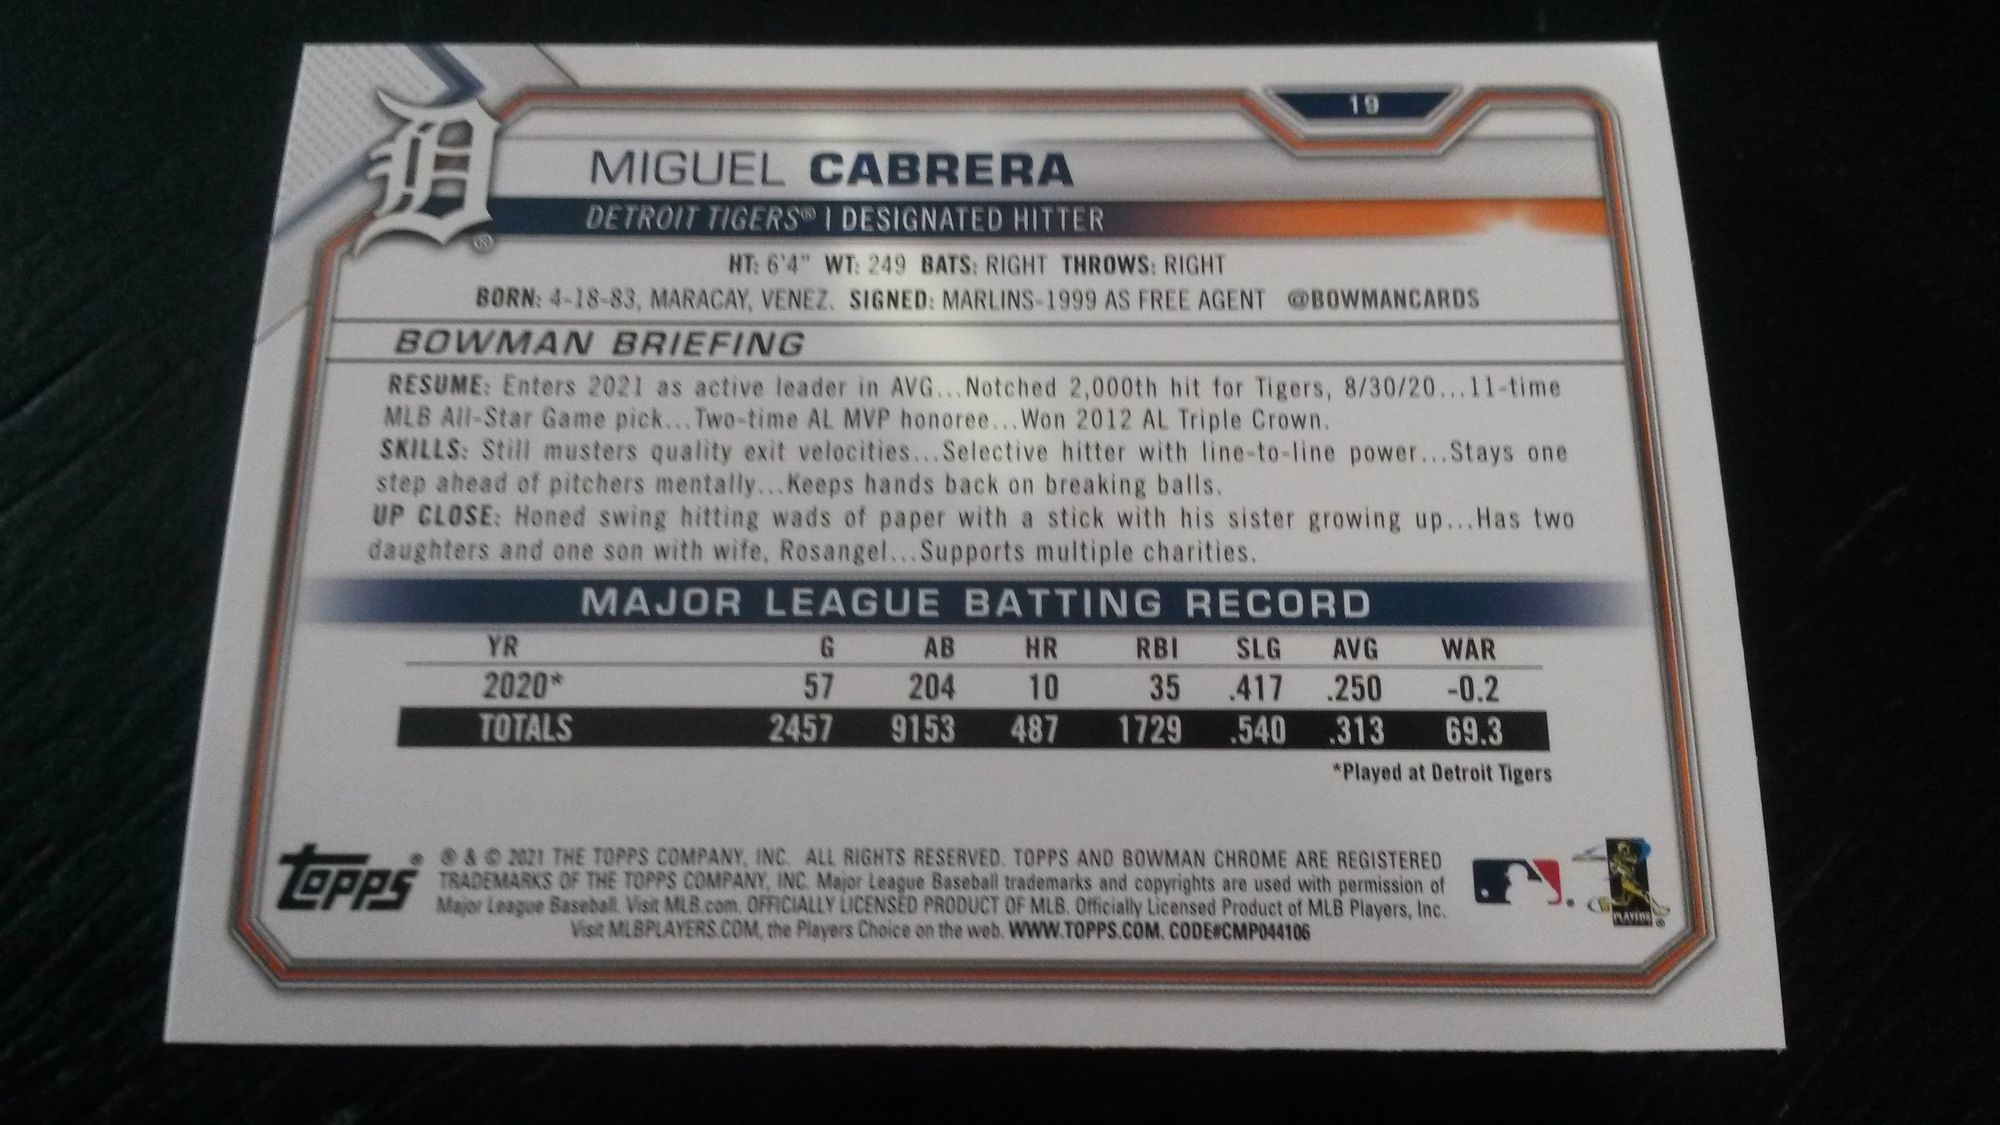 19
MIGUEL CABRERA
DETROIT TIGERS® | DESIGNATED HITTER
HT: 6'4" WT: 249 BATS: RIGHT THROWS: RIGHT
BORN: 4-18-83, MARACAY, VENEZ. SIGNED: MARLINS-1999 AS FREE AGENT @BOWMANCARDS
BOWMAN BRIEFING
RESUME: Enters 2021 as active leader in AVG...Notched 2,000th hit for Tigers, 8/30/20...11-time
MLB All-Star Game pick...Two-time AL MVP honoree...Won 2012 AL Triple Crown.
SKILLS: Still musters quality exit velocities...Selective hitter with line-to-line power...Stays one
step ahead of pitchers mentally...Keeps hands back on breaking balls.
UP CLOSE: Honed swing hitting wads of paper with a stick with his sister growing up...Has two
daughters and one son with wife, Rosangel...Supports multiple charities.
MAJOR LEAGUE BATTING RECORD
YR G AB HR RBI SLG AVG WAR
2020* 57 204 10 35 .417 .250 -0.2
TOTALS 2457 9153 487 1729 .540 .313 69.3
*Played at Detroit Tigers
topps®
® & © 2021 THE TOPPS COMPANY, INC. ALL RIGHTS RESERVED. TOPPS AND BOWMAN CHROME ARE REGISTERED
TRADEMARKS OF THE TOPPS COMPANY, INC. Major League Baseball trademarks and copyrights are used with permission of
Major League Baseball. Visit MLB.com. OFFICIALLY LICENSED PRODUCT OF MLB. Officially Licensed Product of MLB Players, Inc.
Visit MLBPLAYERS.COM, the Players Choice on the web. WWW.TOPPS.COM. CODE#CMP044106
PLAYERS